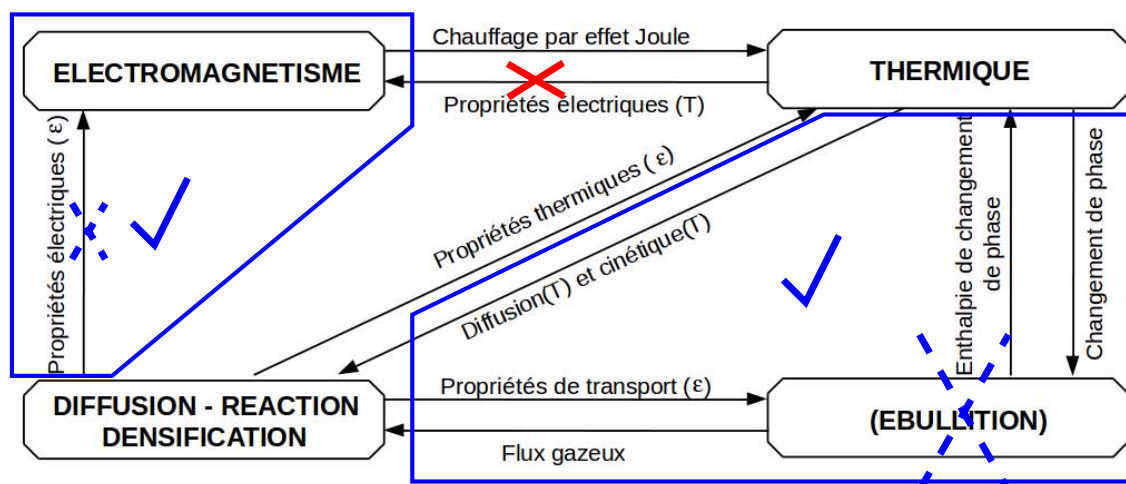 Chauffage par effet Joule
ELECTROMAGNETISME
THERMIQUE
Propriétés électriques (T)
Propriétés électriques (ε)
Propriétés thermiques (ε)
Diffusion(T) et cinétique(T)
Enthalpie de changement
de phase
Changement de phase
Propriétés de transport (ε)
DIFFUSION - REACTION
DENSIFICATION
(EBULLITION)
Flux gazeux